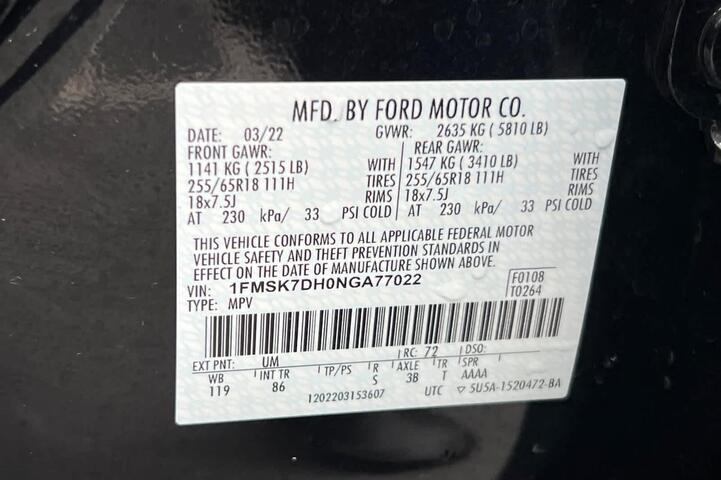 MFD. BY FORD MOTOR CO.
DATE: 03/22 GVWR: 2635 KG ( 5810 LB)
FRONT GAWR: REAR GAWR:
1141 KG ( 2515 LB) WITH 1547 KG ( 3410 LB)
255/65R18 111H TIRES 255/65R18 111H WITH TIRES
18x7.5J RIMS 18x7.5J RIMS
AT 230 kPa/ 33 PSI COLD AT 230 kPa/ 33 PSI COLD
THIS VEHICLE CONFORMS TO ALL APPLICABLE FEDERAL MOTOR
VEHICLE SAFETY AND THEFT PREVENTION STANDARDS IN
EFFECT ON THE DATE OF MANUFACTURE SHOWN ABOVE.
VIN: 1FMSK7DH0NGA77022 F0108
TYPE: MPV T0264
EXT PNT: UM RC: 72 DSO:
WB INT TR TP/PS R AXLE TR SPR
119 86 S 3B T AAAA
1202203153607 UTC ▽ 5U5A-1520472-BA